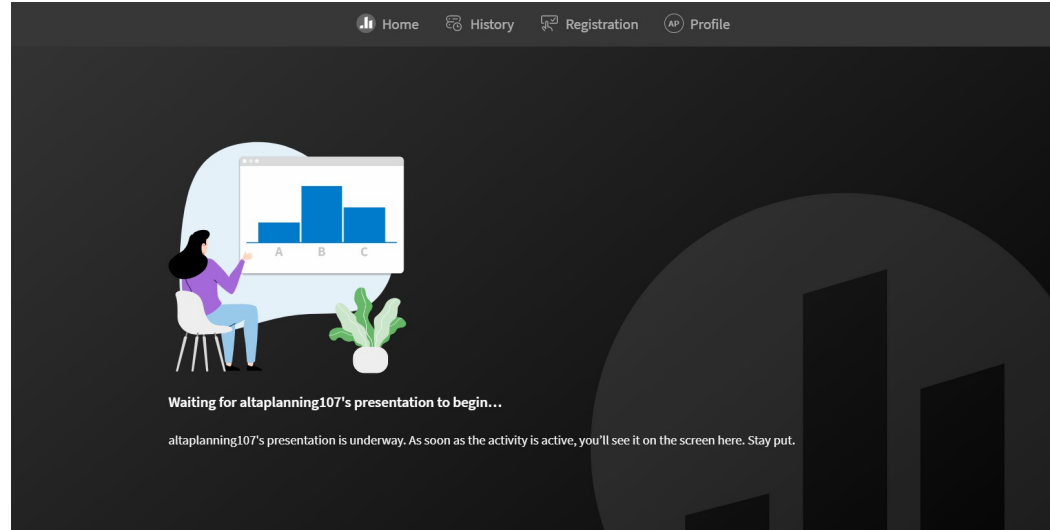 Home History Registration AP Profile
A B C
Waiting for altaplanning107's presentation to begin...
altaplanning107's presentation is underway. As soon as the activity is active, you'll see it on the screen here. Stay put.